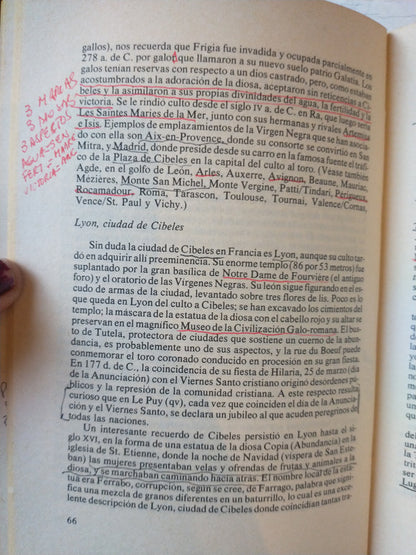 gallos), nos recuerda que Frigia fue invadida y ocupada parcialmente en
278 a. de C. por galos que llamaron a su nuevo suelo patrio Galatia. Los
galos tenían reservas con respecto a un dios castrado, pero, como estaban
acostumbrados a la adoración de la diosa, aceptaron sin reticencias a Ci-
beles y la asimilaron a sus propias divinidades del agua, la fertilidad y la
victoria. Se le rindió culto desde el siglo IV a. de C. en Ra, que luego sería
Les Saintes Maries de la Mer, junto con sus hermanas y rivales Artemisa
e Isis. Ejemplos de emplazamientos de la Virgen Negra que se han asocia-
do con ella son Aix-en-Provence, donde su consorte se convirtió en San
Mitra, y Madrid, donde preside desde su carro en la famosa fuente el tráfi-
co de la Plaza de Cibeles en la capital del culto al toro. (Véase también
Agde, en el golfo de León, Arles, Auxerre, Avignon, Beaune, Mauriac,
Mezières, Monte San Michel, Monte Vergine, Patti/Tindari, Périgueux,
Rocamadour, Roma, Tarascon, Toulouse, Tournai, Valence/Cornas,
Vence/St. Paul y Vichy.)
Lyon, ciudad de Cibeles
Sin duda la ciudad de Cibeles en Francia es Lyon, aunque su culto tar-
dó en adquirir allí preeminencia. Su enorme templo (86 por 53 metros) fue
suplantado por la gran basílica de Notre Dame de Fourvière (el antiguo
foro) y el oratorio de las Vírgenes Negras. Su león sigue figurando en el es-
cudo de armas de la ciudad, levantado sobre tres flores de lis. Poco es lo
que queda en Lyon del culto a Cibeles; se han excavado los cimientos del
templo; la máscara de la estatua de la diosa con el cabello rojo y su altar se
preservan en el magnífico Museo de la Civilización Galo-romana. El bus-
to de Tutela, protectora de ciudades que sostiene un cuerno de la abun-
dancia, es probablemente uno de sus aspectos, y la rue du Boeuf puede
conmemorar el toro coronado conducido en procesión en su gran fiesta.
En 177 d. de C., la coincidencia de su fiesta de Hilaria, 25 de marzo (día
de la Anunciación) con el Viernes Santo cristiano originó desórdenes pú-
blicos y la represión de la comunidad cristiana. A este respecto resulta
curioso que en Le Puy (qv), cada vez que coinciden el día de la Anuncia-
ción y el Viernes Santo, se declara un jubileo al que acuden peregrinos de
todas las naciones.
Un interesante recuerdo de Cibeles persistió en Lyon hasta el si-
glo XVI, en la forma de una estatua de la diosa Copia (Abundancia) en la
iglesia de St. Etienne, donde la noche de Navidad (víspera de San Este-
ban) las mujeres presentaban velas y ofrendas de frutas y animales a la
diosa, y se marchaban caminando hacia atrás. El nombre local de la esta-
tua era Ferrabo, corrupción, según se cree, de Farrago, palabra que signi-
fica una mezcla de granos diferentes en un baturrillo, lo cual es una exce-
lente descripción de Lyon, ciudad de Cibeles donde coincidían tantas tra-
66
3 MARÍAS
3 ASPECTOS
AGUA =
FERT =